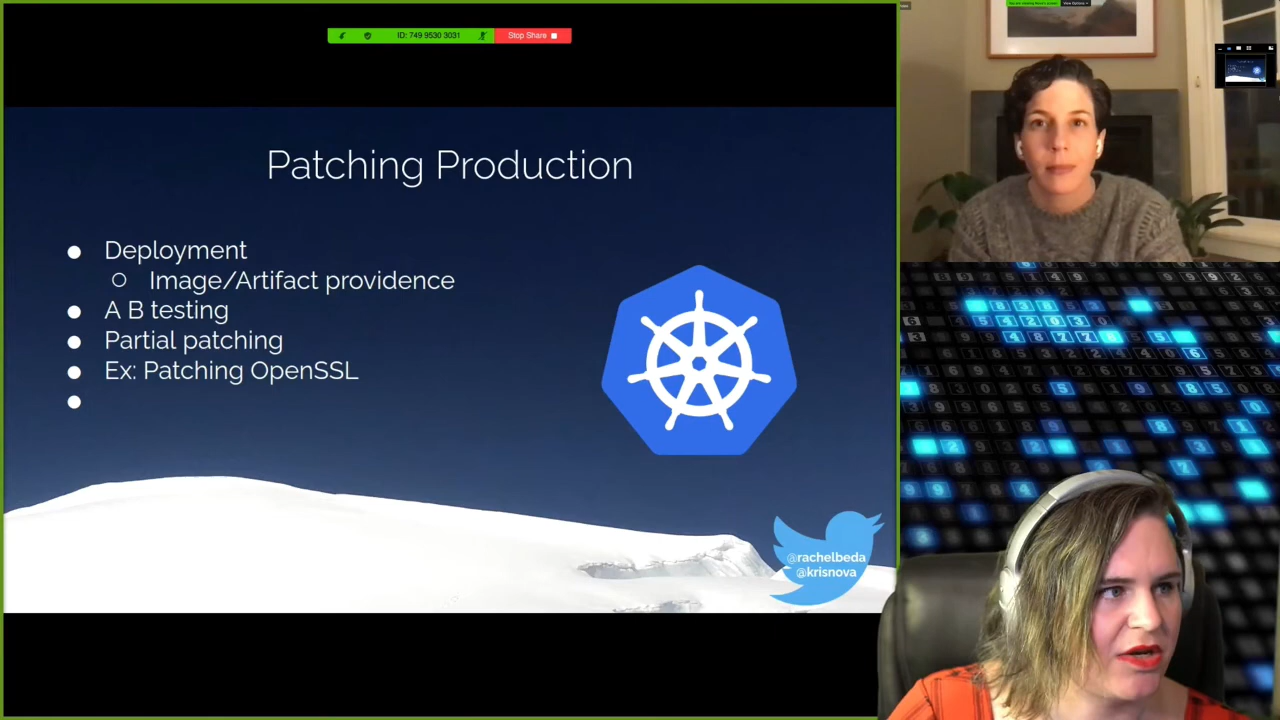 ID: 749 9530 3031
Stop Share
Patching Production
Deployment
Image/Artifact providence
A B testing
Partial patching
Ex: Patching OpenSSL
@rachelbeda
@krisnova